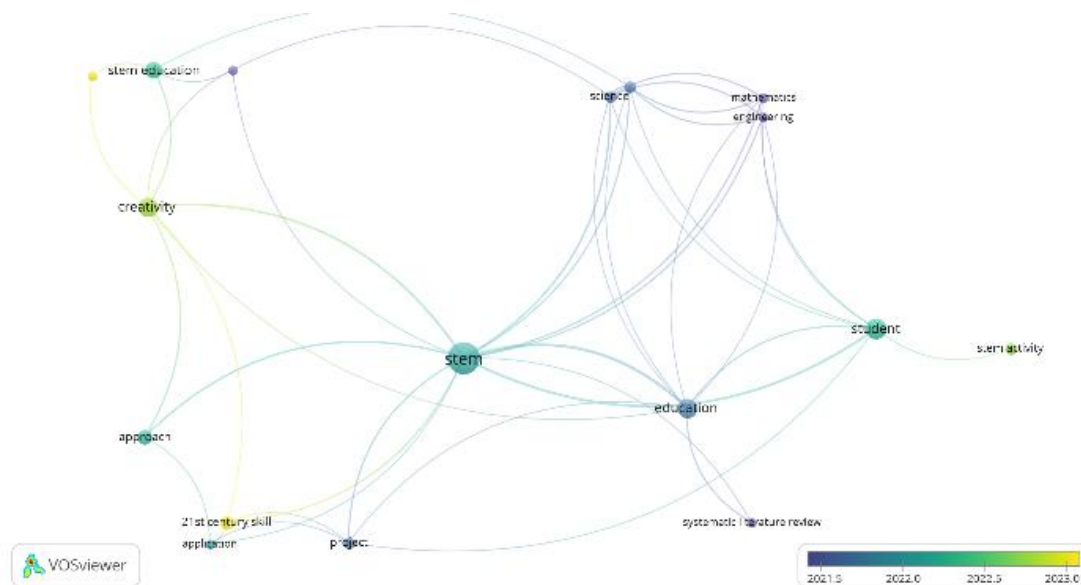 stem education
science
mathematics
engineering
creativity
student
stem activity
stem
education
approach
21st century skill
systematic literature review
application
project
VOSviewer
2021.5 2022.0 2022.5 2023.0